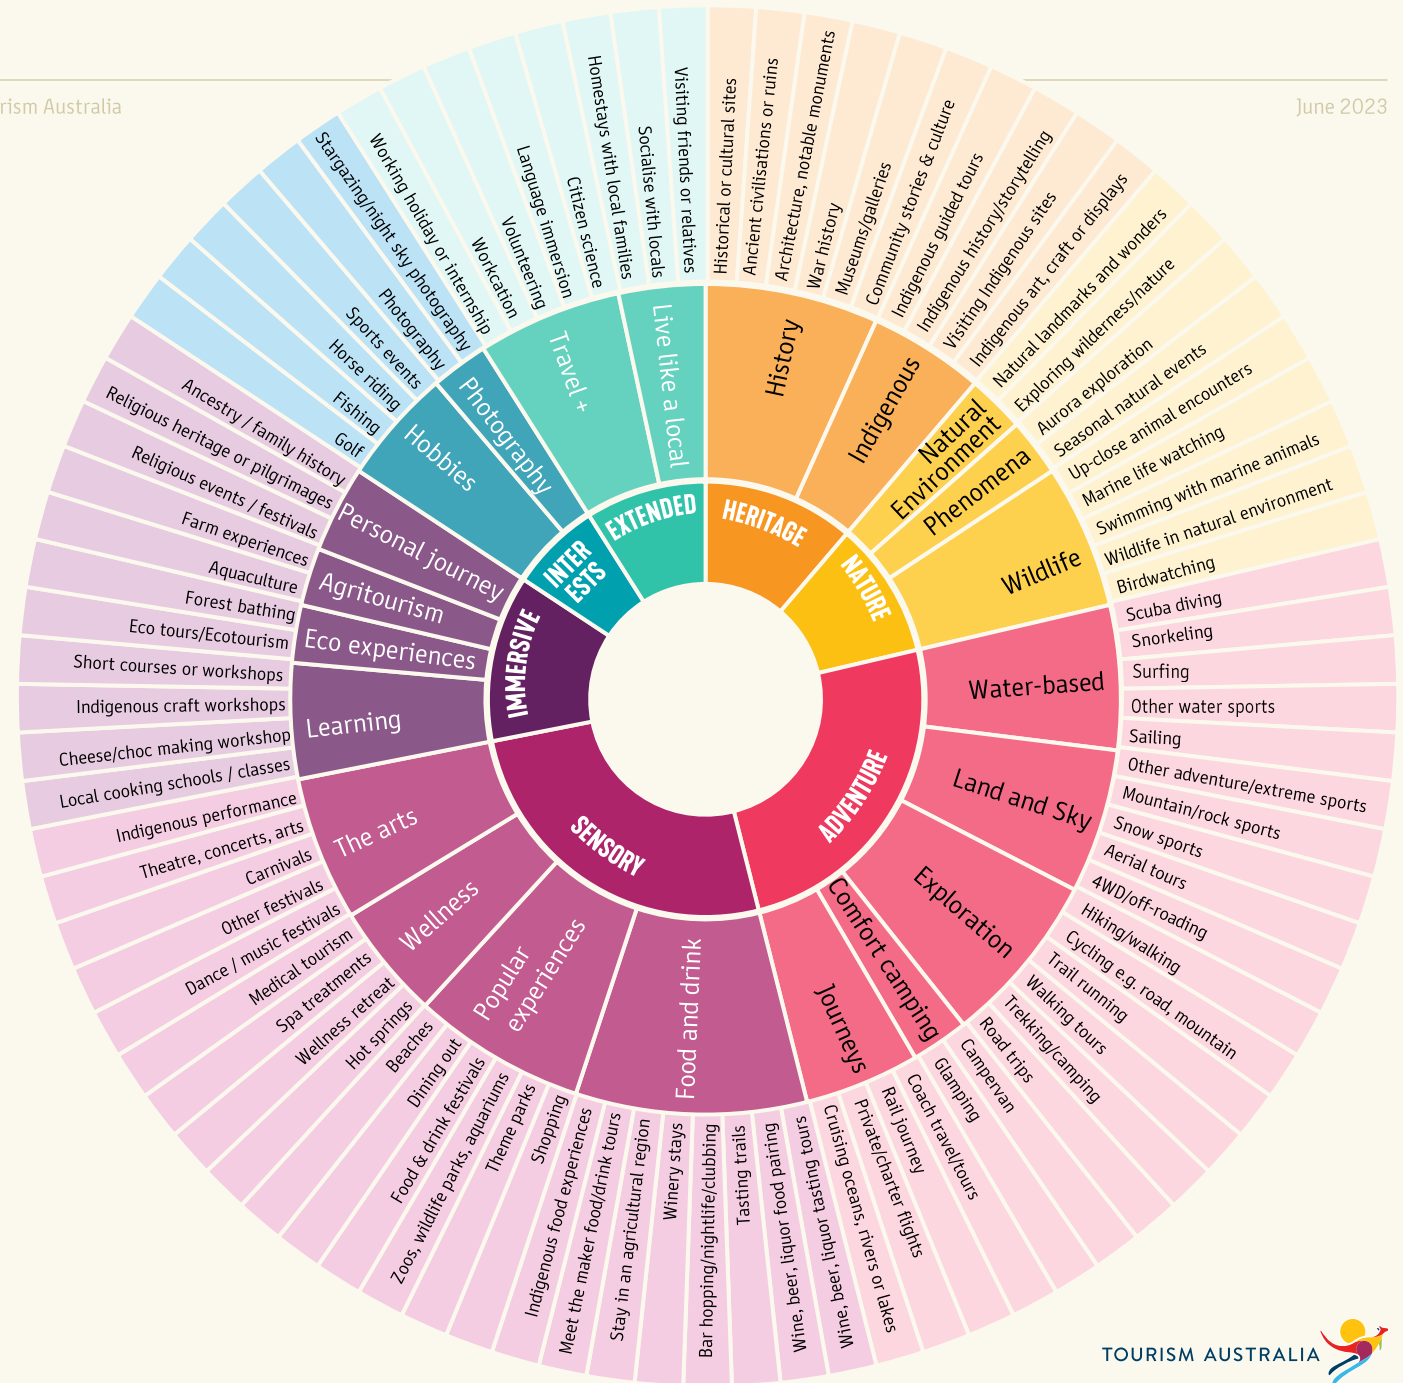 rism Australia
June 2023
HERITAGE
NATURE
ADVENTURE
SENSORY
IMMERSIVE
INTER
ESTS
EXTENDED
History
Indigenous
Natural
Environment
Phenomena
Wildlife
Water-based
Land and Sky
Exploration
Comfort camping
Journeys
Food and drink
Popular
experiences
Wellness
The arts
Learning
Eco experiences
Agritourism
Personal journey
Hobbies
Photography
Travel +
Live like a local
Historical or cultural sites
Ancient civilisations or ruins
Architecture, notable monuments
War history
Museums/galleries
Community stories & culture
Indigenous guided tours
Indigenous history/storytelling
Visiting Indigenous sites
Indigenous art, craft or displays
Natural landmarks and wonders
Exploring wilderness/nature
Aurora exploration
Seasonal natural events
Up-close animal encounters
Marine life watching
Swimming with marine animals
Wildlife in natural environment
Birdwatching
Scuba diving
Snorkeling
Surfing
Other water sports
Sailing
Other adventure/extreme sports
Mountain/rock sports
Snow sports
Aerial tours
4WD/off-roading
Hiking/walking
Cycling e.g. road, mountain
Trail running
Walking tours
Trekking/camping
Road trips
Campervan
Glamping
Coach travel/tours
Rail journey
Private/charter flights
Cruising oceans, rivers or lakes
Wine, beer, liquor tasting tours
Wine, beer, liquor food pairing
Tasting trails
Bar hopping/nightlife/clubbing
Winery stays
Stay in an agricultural region
Meet the maker food/drink tours
Indigenous food experiences
Shopping
Theme parks
Zoos, wildlife parks, aquariums
Food & drink festivals
Dining out
Beaches
Hot springs
Wellness retreat
Spa treatments
Medical tourism
Dance / music festivals
Other festivals
Carnivals
Theatre, concerts, arts
Indigenous performance
Local cooking schools / classes
Cheese/choc making workshop
Indigenous craft workshops
Short courses or workshops
Eco tours/Ecotourism
Forest bathing
Aquaculture
Farm experiences
Religious events / festivals
Religious heritage or pilgrimages
Ancestry / family history
Golf
Fishing
Horse riding
Sports events
Photography
Stargazing/night sky photography
Working holiday or internship
Workcation
Volunteering
Language immersion
Citizen science
Homestays with local families
Socialise with locals
Visiting friends or relatives
TOURISM AUSTRALIA